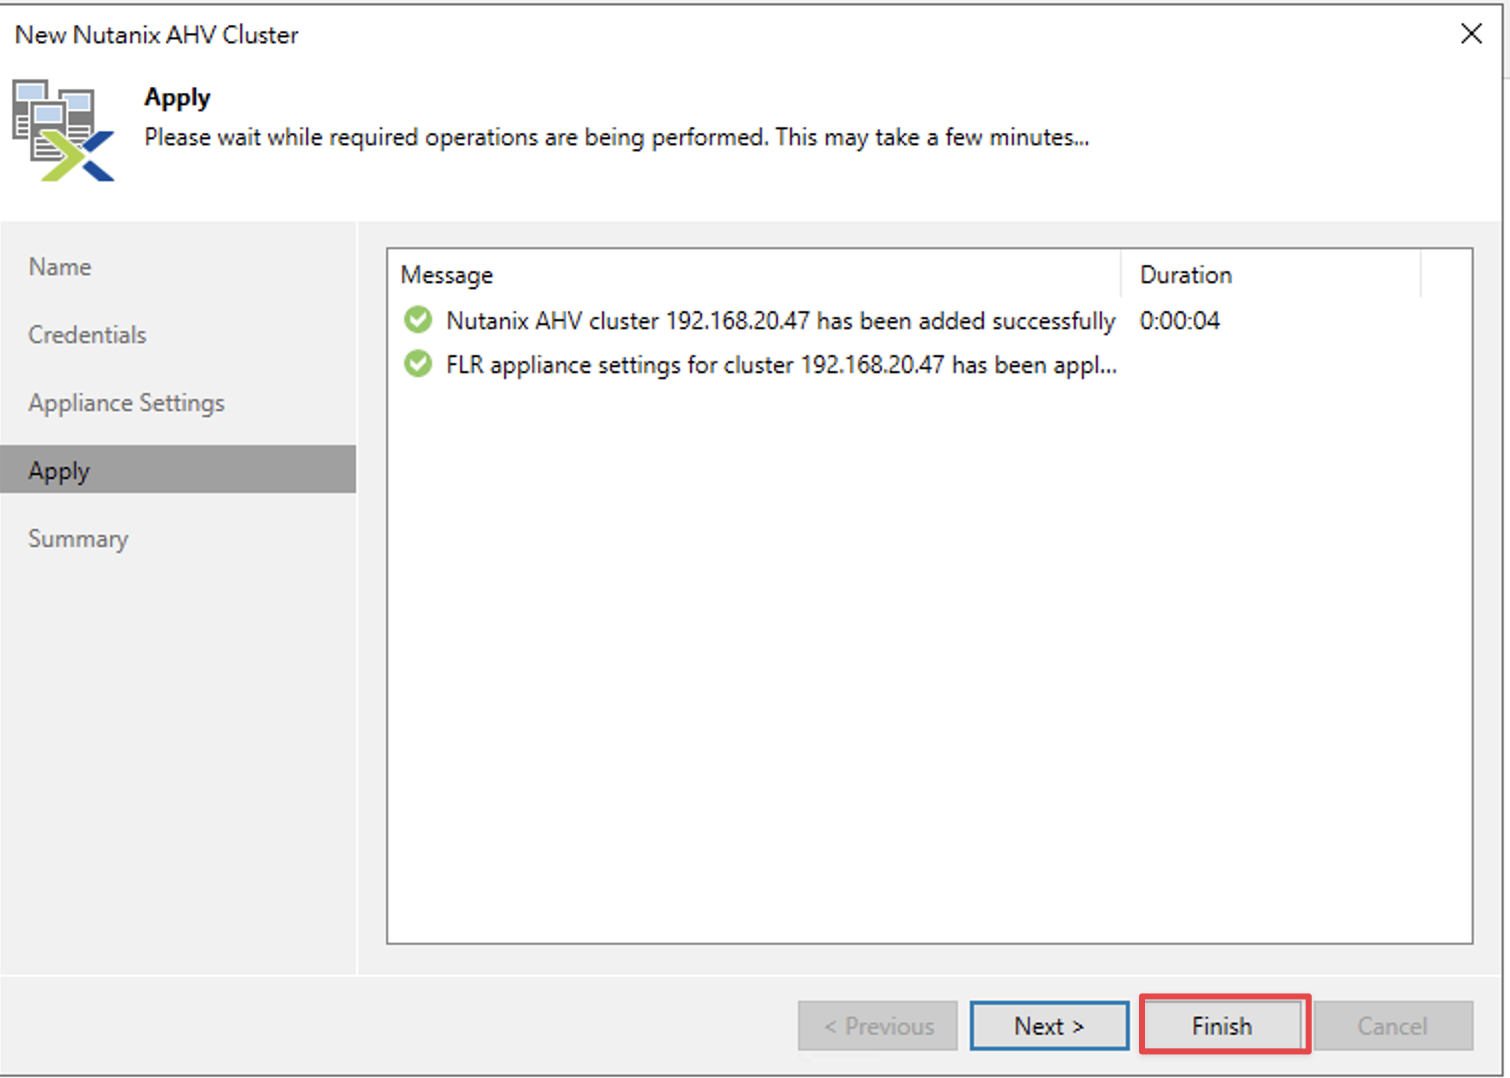 New Nutanix AHV Cluster
Apply
Please wait while required operations are being performed. This may take a few minutes...
Name
Credentials
Appliance Settings
Apply
Summary
Message Duration
Nutanix AHV cluster 192.168.20.47 has been added successfully 0:00:04
FLR appliance settings for cluster 192.168.20.47 has been appl...
< Previous Next > Finish Cancel